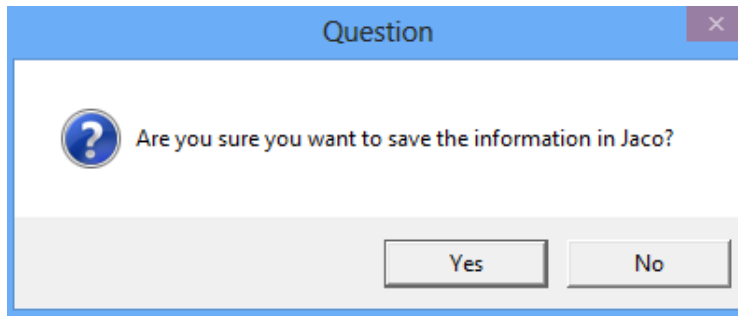 Question
Are you sure you want to save the information in Jaco?
Yes
No